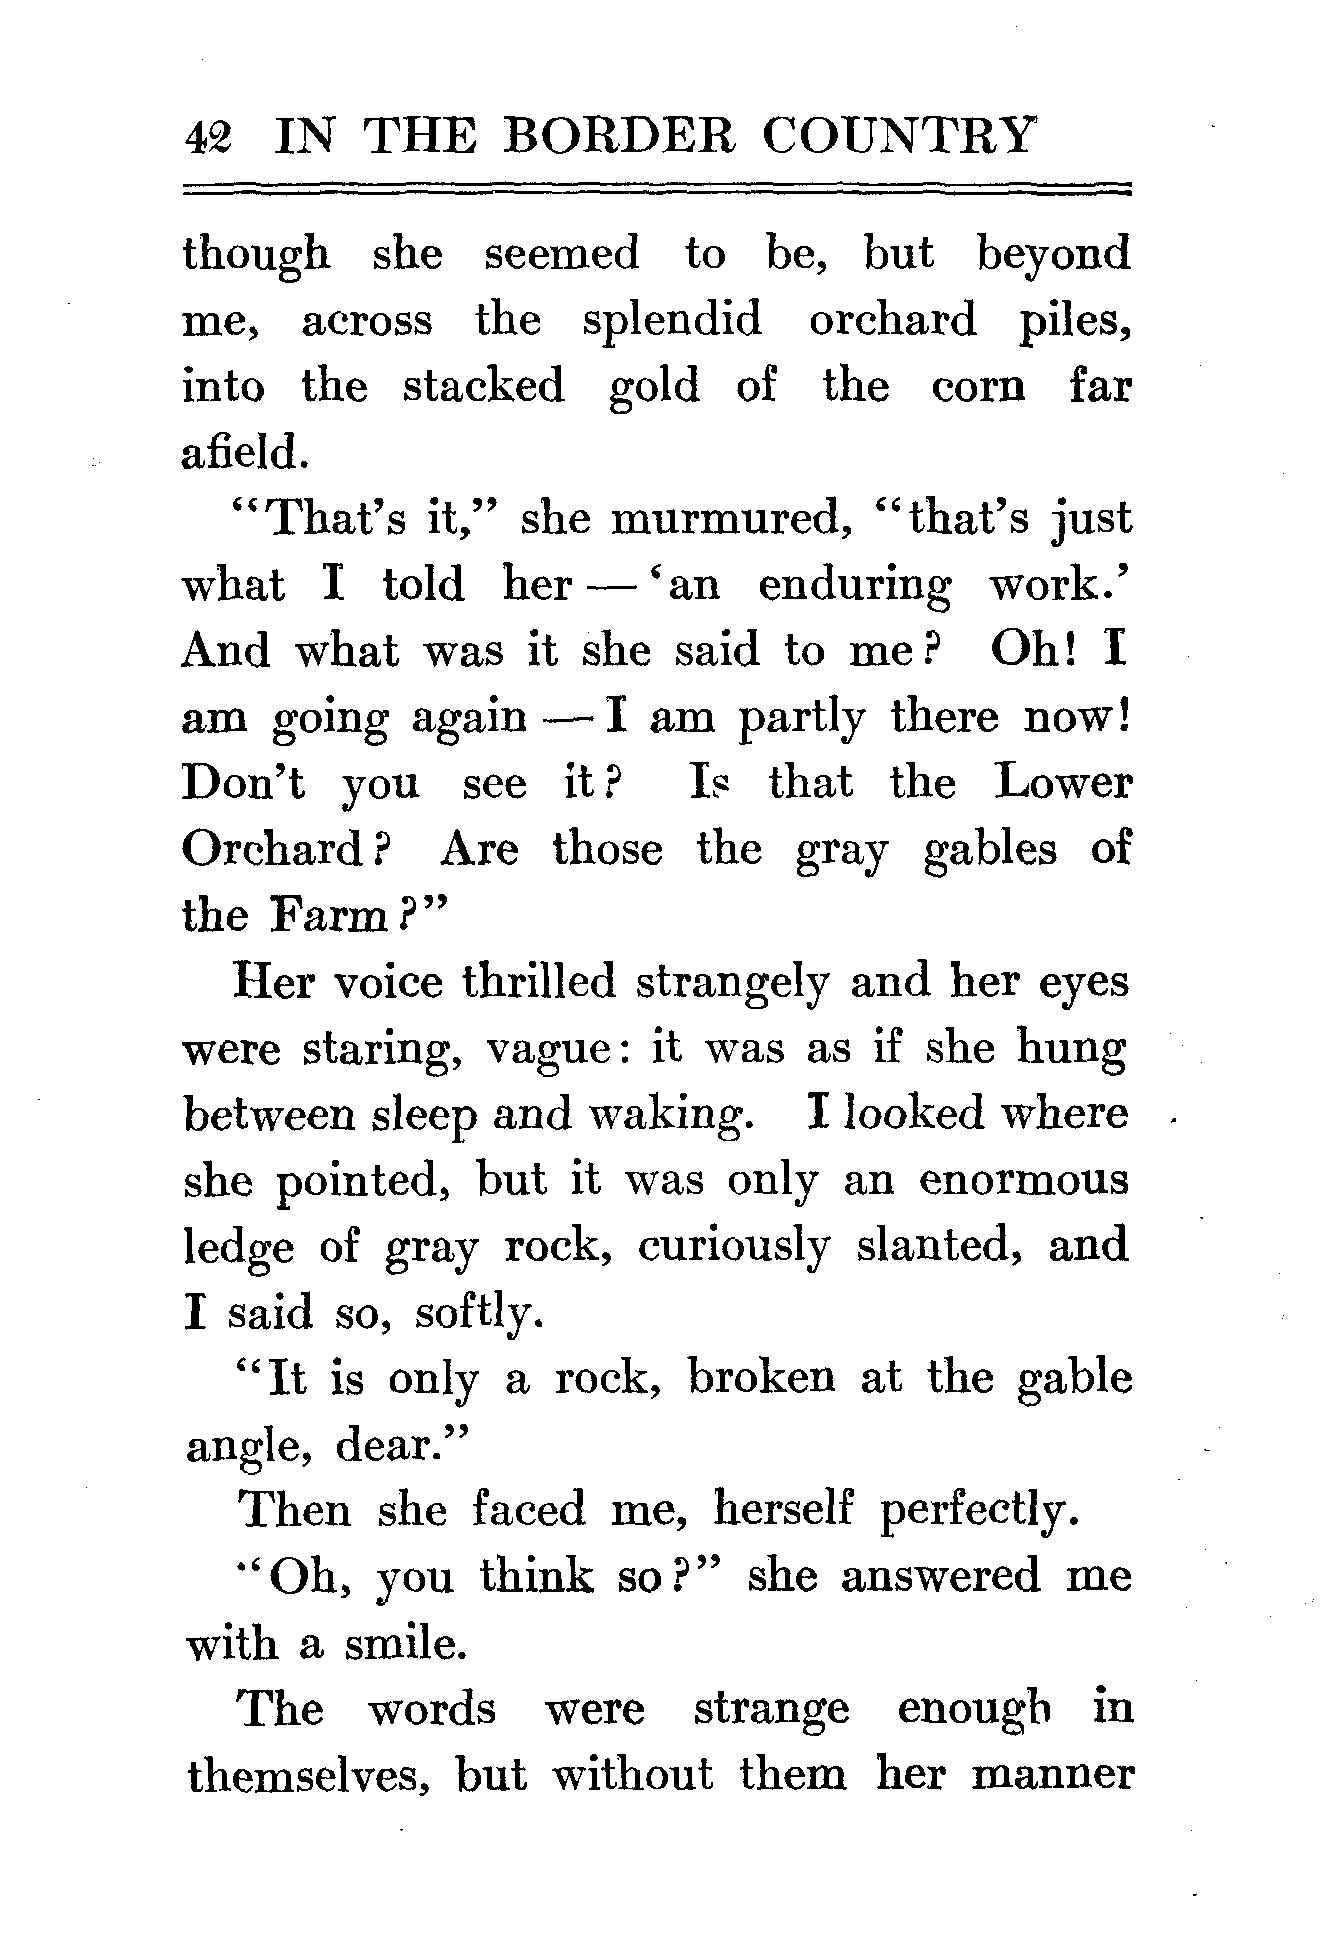 42 IN THE BORDER COUNTRY
though she seemed to be, but beyond
me, across the splendid orchard piles,
into the stacked gold of the corn far
afield.
"That's it," she murmured, "that's just
what I told her — 'an enduring work.'
And what was it she said to me? Oh! I
am going again — I am partly there now!
Don't you see it? Is that the Lower
Orchard? Are those the gray gables of
the Farm?"
Her voice thrilled strangely and her eyes
were staring, vague: it was as if she hung
between sleep and waking. I looked where
she pointed, but it was only an enormous
ledge of gray rock, curiously slanted, and
I said so, softly.
"It is only a rock, broken at the gable
angle, dear."
Then she faced me, herself perfectly.
"Oh, you think so?" she answered me
with a smile.
The words were strange enough in
themselves, but without them her manner